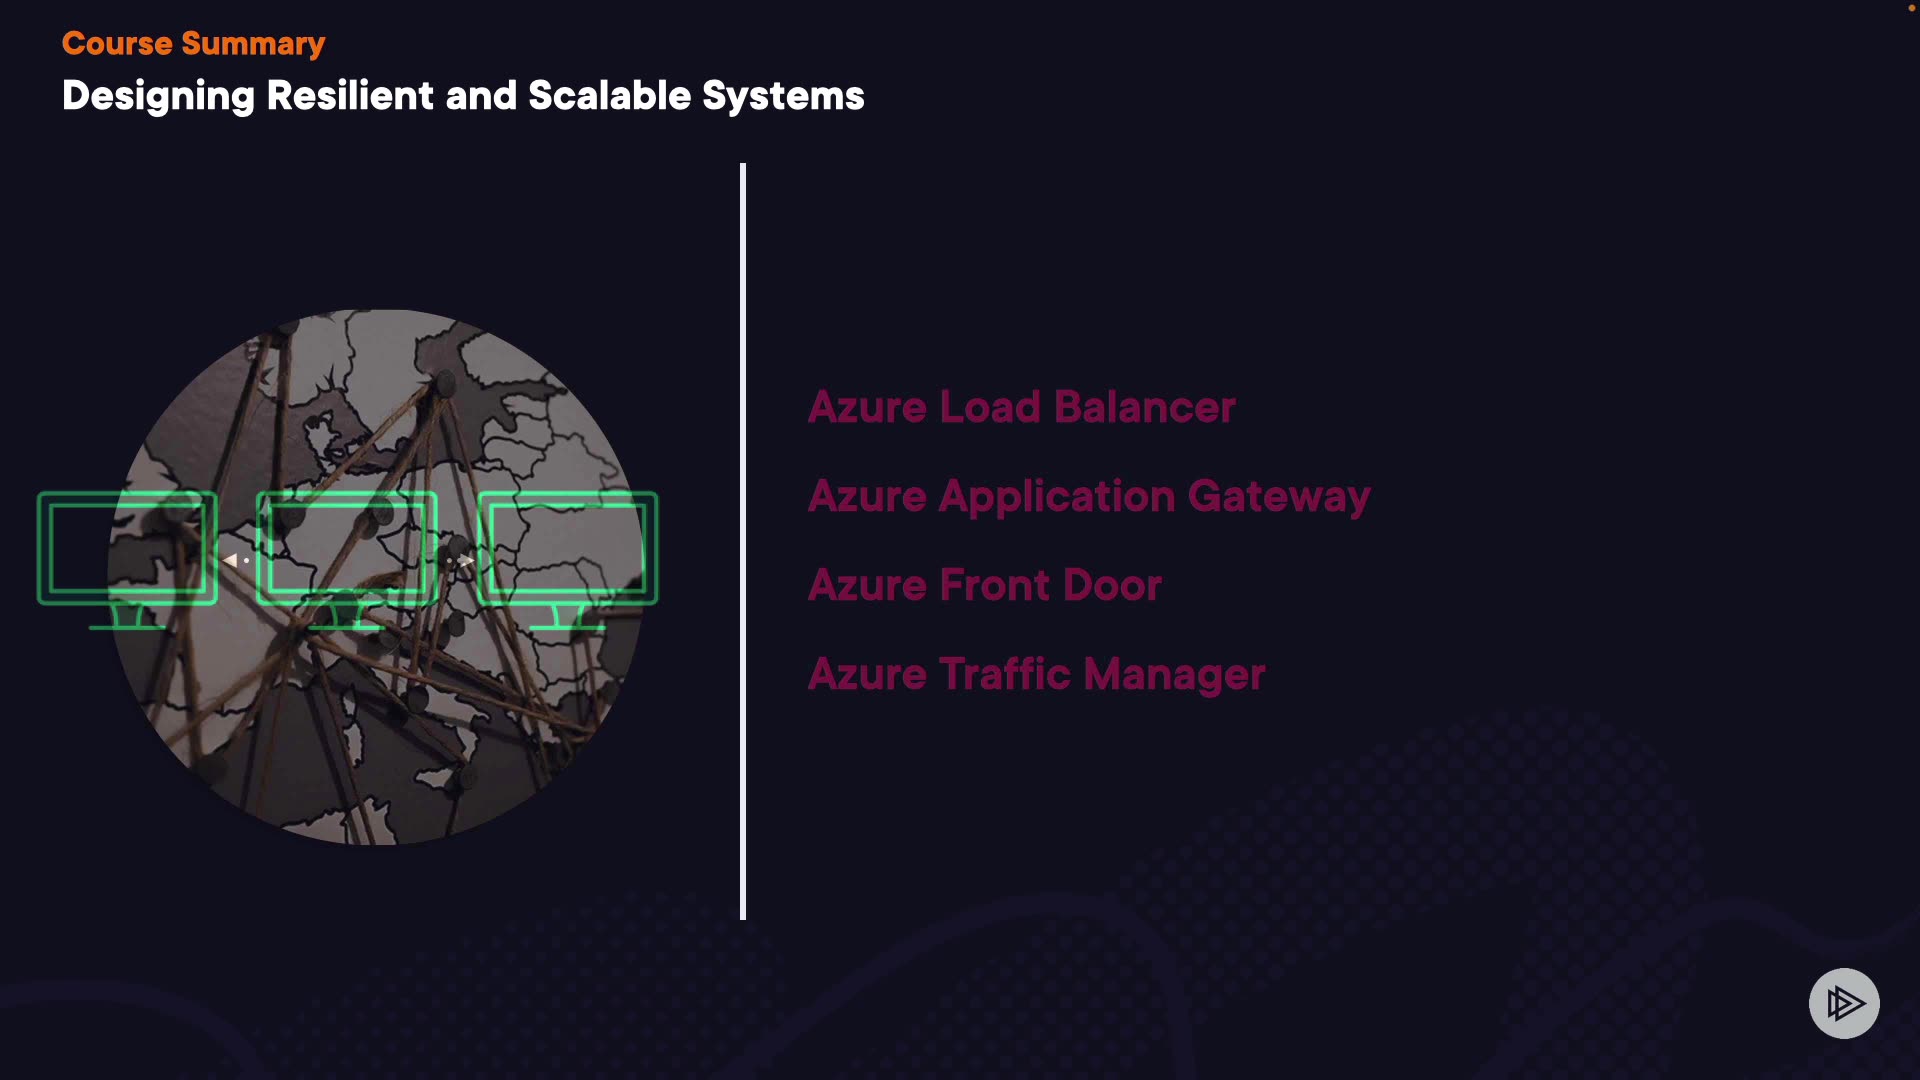 Course Summary
Designing Resilient and Scalable Systems
Azure Load Balancer
Azure Application Gateway
Azure Front Door
Azure Traffic Manager